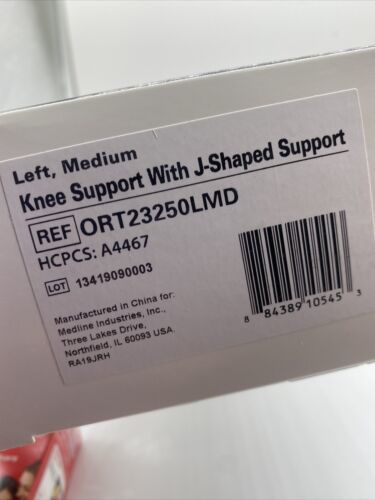 Left, Medium
Knee Support With J-Shaped Support
REF ORT23250LMD
HCPCS: A4467
LOT 13419090003
Manufactured in China for:
Medline Industries, Inc.,
Three Lakes Drive,
Northfield, IL 60093 USA.
RA19JRH
8 84389 10545 3